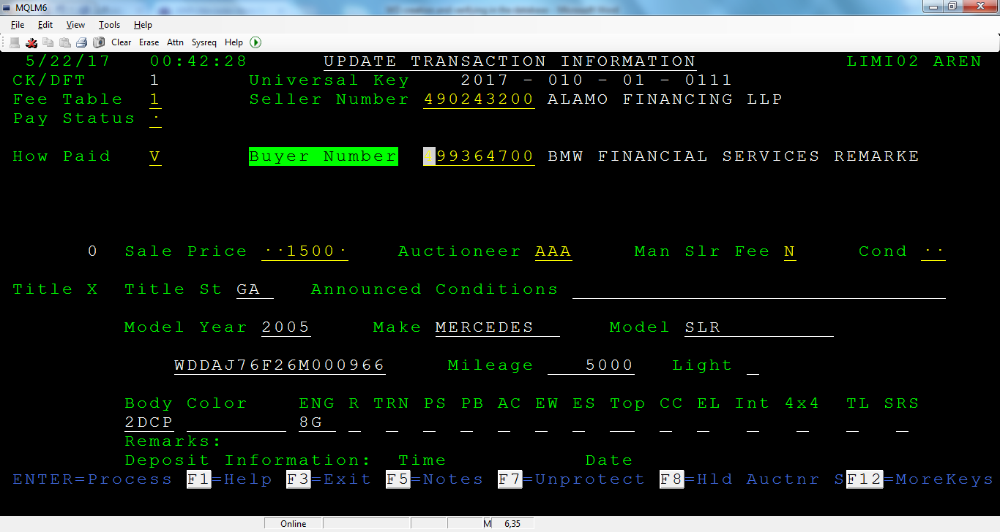 MQLM6
File Edit View Tools Help
Clear Erase Attn Sysreq Help
5/22/17 00:42:28 UPDATE TRANSACTION INFORMATION LIMI02 AREN
CK/DFT 1 Universal Key 2017 - 010 - 01 - 0111
Fee Table 1 Seller Number 490243200 ALAMO FINANCING LLP
Pay Status ·
How Paid V Buyer Number 499364700 BMW FINANCIAL SERVICES REMARKE
0 Sale Price ··1500· Auctioneer AAA Man Slr Fee N Cond ··
Title X Title St GA Announced Conditions
Model Year 2005 Make MERCEDES Model SLR
WDDAJ76F26M000966 Mileage 5000 Light
Body Color ENG R TRN PS PB AC EW ES Top CC EL Int 4x4 TL SRS
2DCP 8G
Remarks:
Deposit Information: Time Date
ENTER=Process F1=Help F3=Exit F5=Notes F7=Unprotect F8=Hld Auctnr S F12=MoreKeys
Online M 6,35